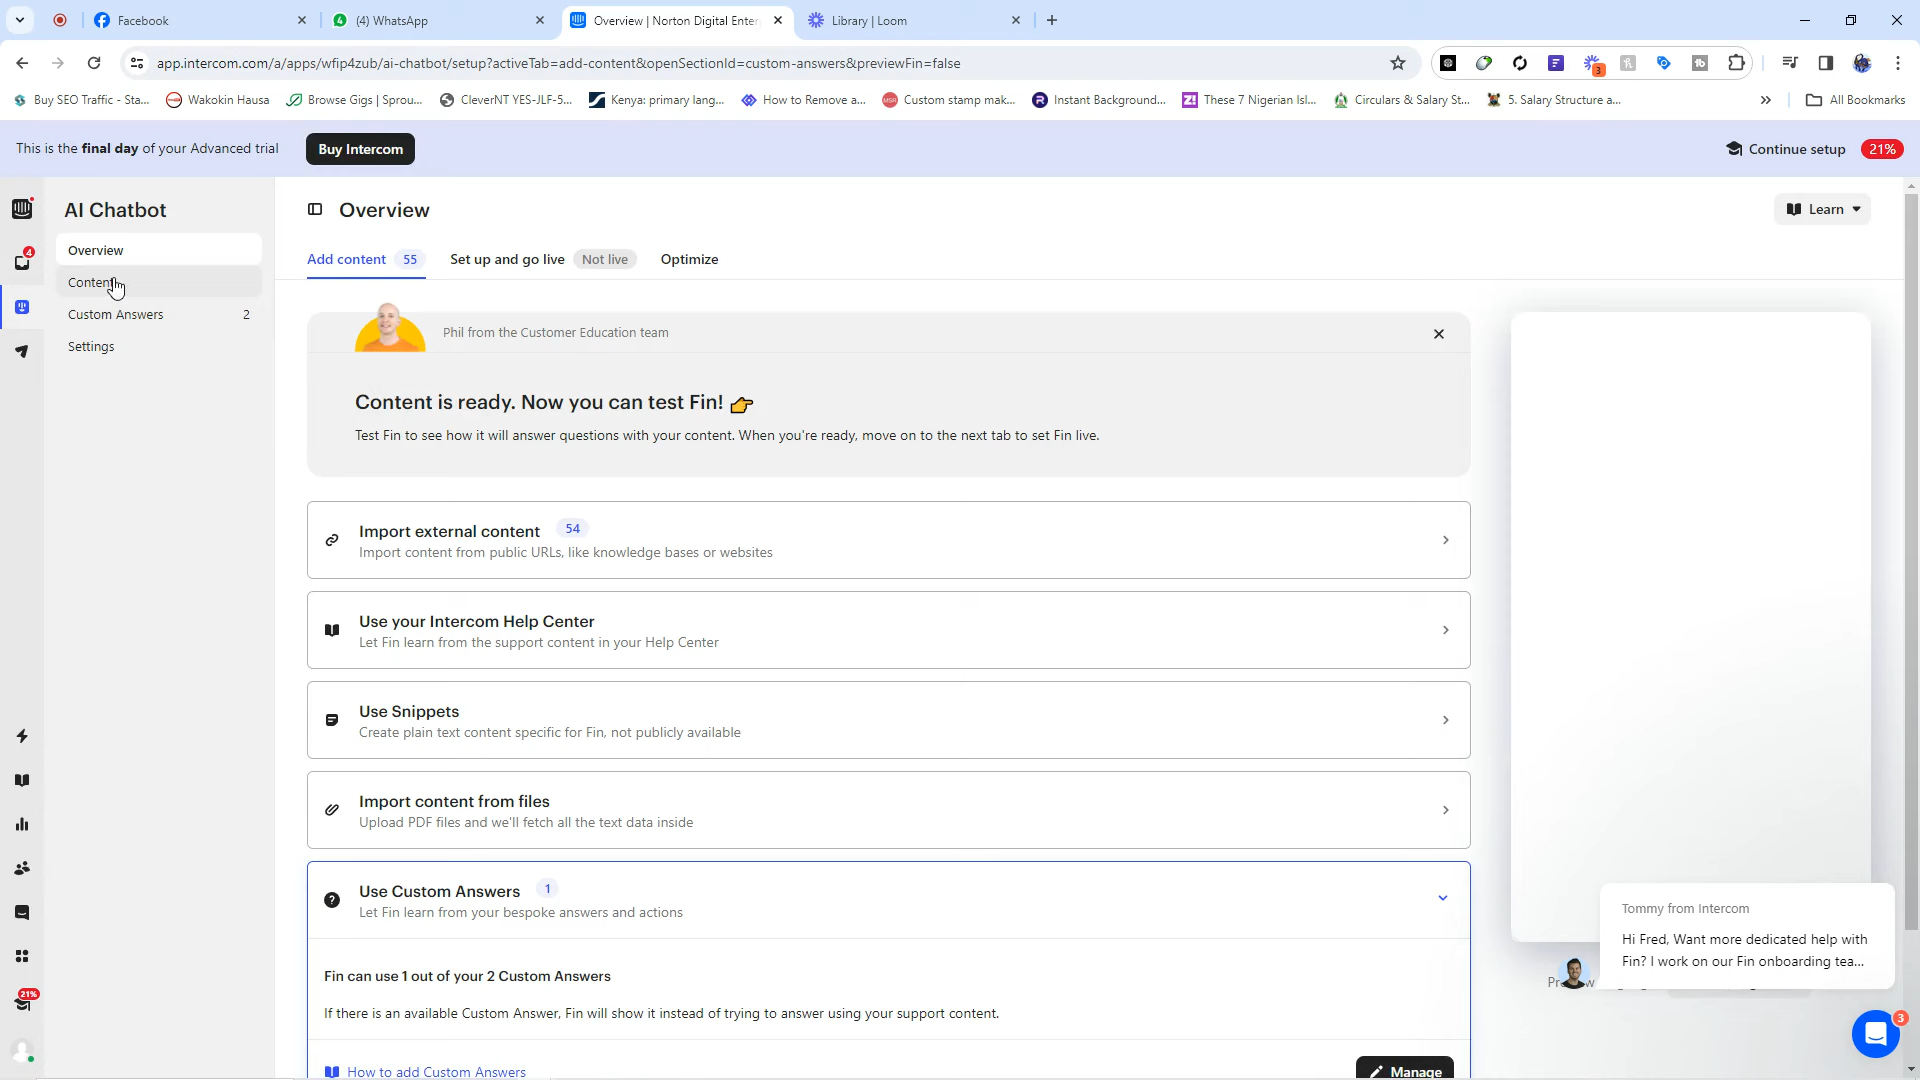 Facebook
(4) WhatsApp
Overview | Norton Digital Enter
Library | Loom
app.intercom.com/a/apps/wfip4zub/ai-chatbot/setup?activeTab=add-content&openSectionId=custom-answers&previewFin=false
3
Buy SEO Traffic - Sta...
Wakokin Hausa
Browse Gigs | Sprou...
CleverNT YES-JLF-5...
Kenya: primary lang...
How to Remove a...
Custom stamp mak...
Instant Background...
These 7 Nigerian Isl...
Circulars & Salary St...
5. Salary Structure a...
All Bookmarks
This is the final day of your Advanced trial
Buy Intercom
Continue setup
21%
AI Chatbot
Overview
Content
Custom Answers 2
Settings
4
21%
Overview
Learn
Add content 55
Set up and go live Not live
Optimize
Phil from the Customer Education team
Content is ready. Now you can test Fin!
Test Fin to see how it will answer questions with your content. When you're ready, move on to the next tab to set Fin live.
Import external content 54
Import content from public URLs, like knowledge bases or websites
Use your Intercom Help Center
Let Fin learn from the support content in your Help Center
Use Snippets
Create plain text content specific for Fin, not publicly available
Import content from files
Upload PDF files and we'll fetch all the text data inside
Use Custom Answers 1
Let Fin learn from your bespoke answers and actions
Fin can use 1 out of your 2 Custom Answers
If there is an available Custom Answer, Fin will show it instead of trying to answer using your support content.
How to add Custom Answers
Manage
Tommy from Intercom
Hi Fred, Want more dedicated help with
Fin? I work on our Fin onboarding tea...
3